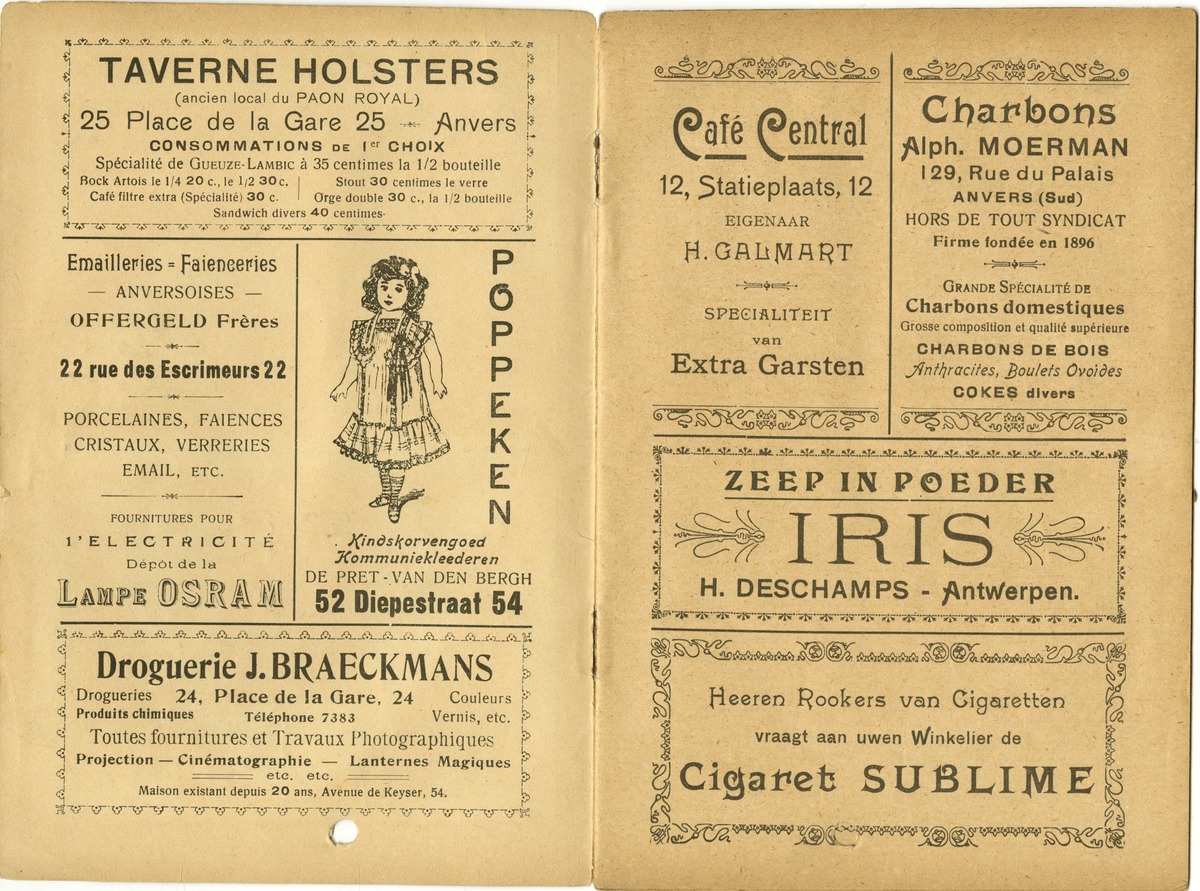 TAVERNE HOLSTERS
(ancien local du PAON ROYAL)
25 Place de la Gare 25 Anvers
CONSOMMATIONS DE 1er CHOIX
Spécialité de GUEUZE-LAMBIC à 35 centimes la 1/2 bouteille
Bock Artois le 1/4 20 c., le 1/2 30 c.
Café filtre extra (Spécialité) 30 c.
Stout 30 centimes le verre
Orge double 30 c., la 1/2 bouteille
Sandwich divers 40 centimes
Emailleries = Faienceries
— ANVERSOISES —
OFFERGELD Frères
22 rue des Escrimeurs 22
PORCELAINES, FAIENCES
CRISTAUX, VERRERIES
EMAIL, ETC.
FOURNITURES POUR
l'ELECTRICITÉ
Dépôt de la
LAMPE OSRAM
POPPEKEN
Kindskorvengoed
Kommuniekleederen
DE PRET-VAN DEN BERGH
52 Diepestraat 54
Droguerie J. BRAECKMANS
Drogueries 24, Place de la Gare, 24 Couleurs
Produits chimiques Téléphone 7383 Vernis, etc.
Toutes fournitures et Travaux Photographiques
Projection — Cinématographie — Lanternes Magiques
etc. etc.
Maison existant depuis 20 ans, Avenue de Keyser, 54.
Café Central
12, Statieplaats, 12
EIGENAAR
H. GALMART
SPECIALITEIT
van
Extra Garsten
Charbons
Alph. MOERMAN
129, Rue du Palais
ANVERS (Sud)
HORS DE TOUT SYNDICAT
Firme fondée en 1896
GRANDE SPÉCIALITÉ DE
Charbons domestiques
Grosse composition et qualité supérieure
CHARBONS DE BOIS
Anthracites, Boulets Ovoïdes
COKES divers
ZEEP IN POEDER
IRIS
H. DESCHAMPS - Antwerpen.
Heeren Rookers van Cigaretten
vraagt aan uwen Winkelier de
Cigaret SUBLIME